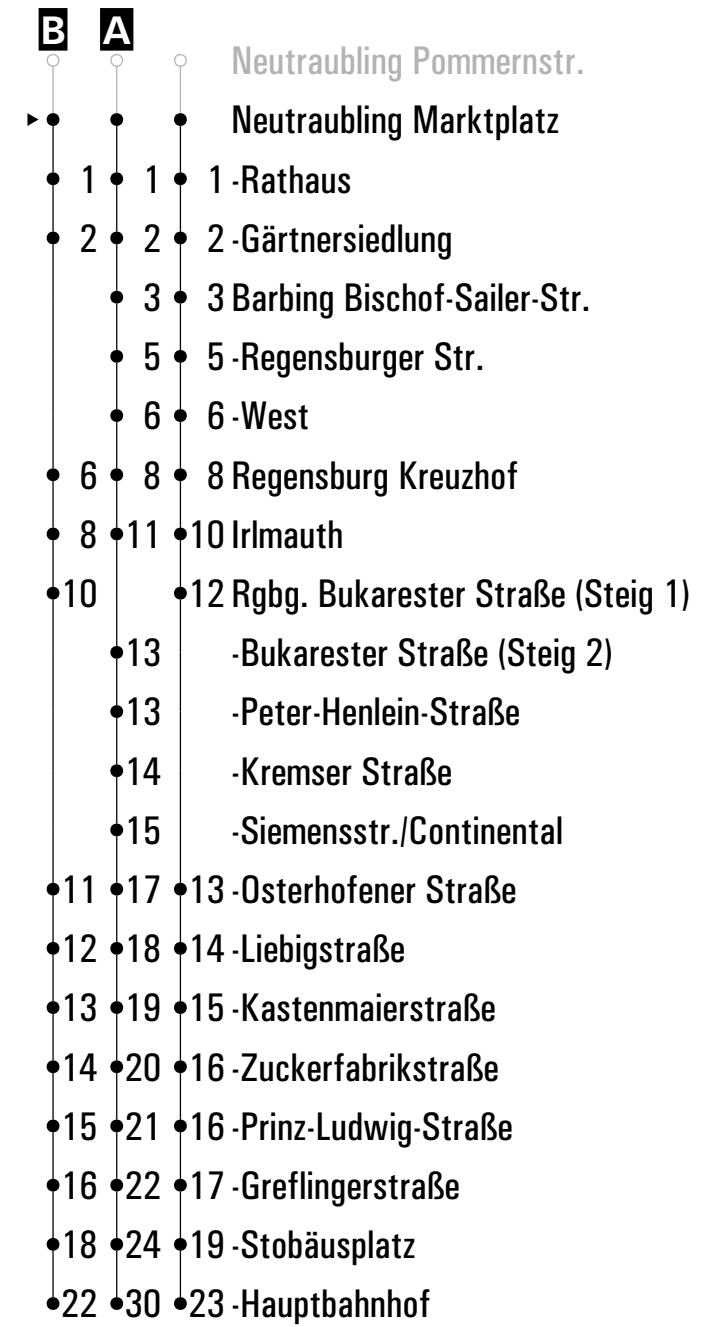 B A
Neutraubling Pommernstr.
Neutraubling Marktplatz
1 1 1 -Rathaus
2 2 2 -Gärtnersiedlung
3 3 Barbing Bischof-Sailer-Str.
5 5 -Regensburger Str.
6 6 -West
6 8 8 Regensburg Kreuzhof
8 11 10 Irlmauth
10 12 Rgbg. Bukarester Straße (Steig 1)
13 -Bukarester Straße (Steig 2)
13 -Peter-Henlein-Straße
14 -Kremser Straße
15 -Siemensstr./Continental
11 17 13 -Osterhofener Straße
12 18 14 -Liebigstraße
13 19 15 -Kastenmaierstraße
14 20 16 -Zuckerfabrikstraße
15 21 16 -Prinz-Ludwig-Straße
16 22 17 -Greflingerstraße
18 24 19 -Stobäusplatz
22 30 23 -Hauptbahnhof